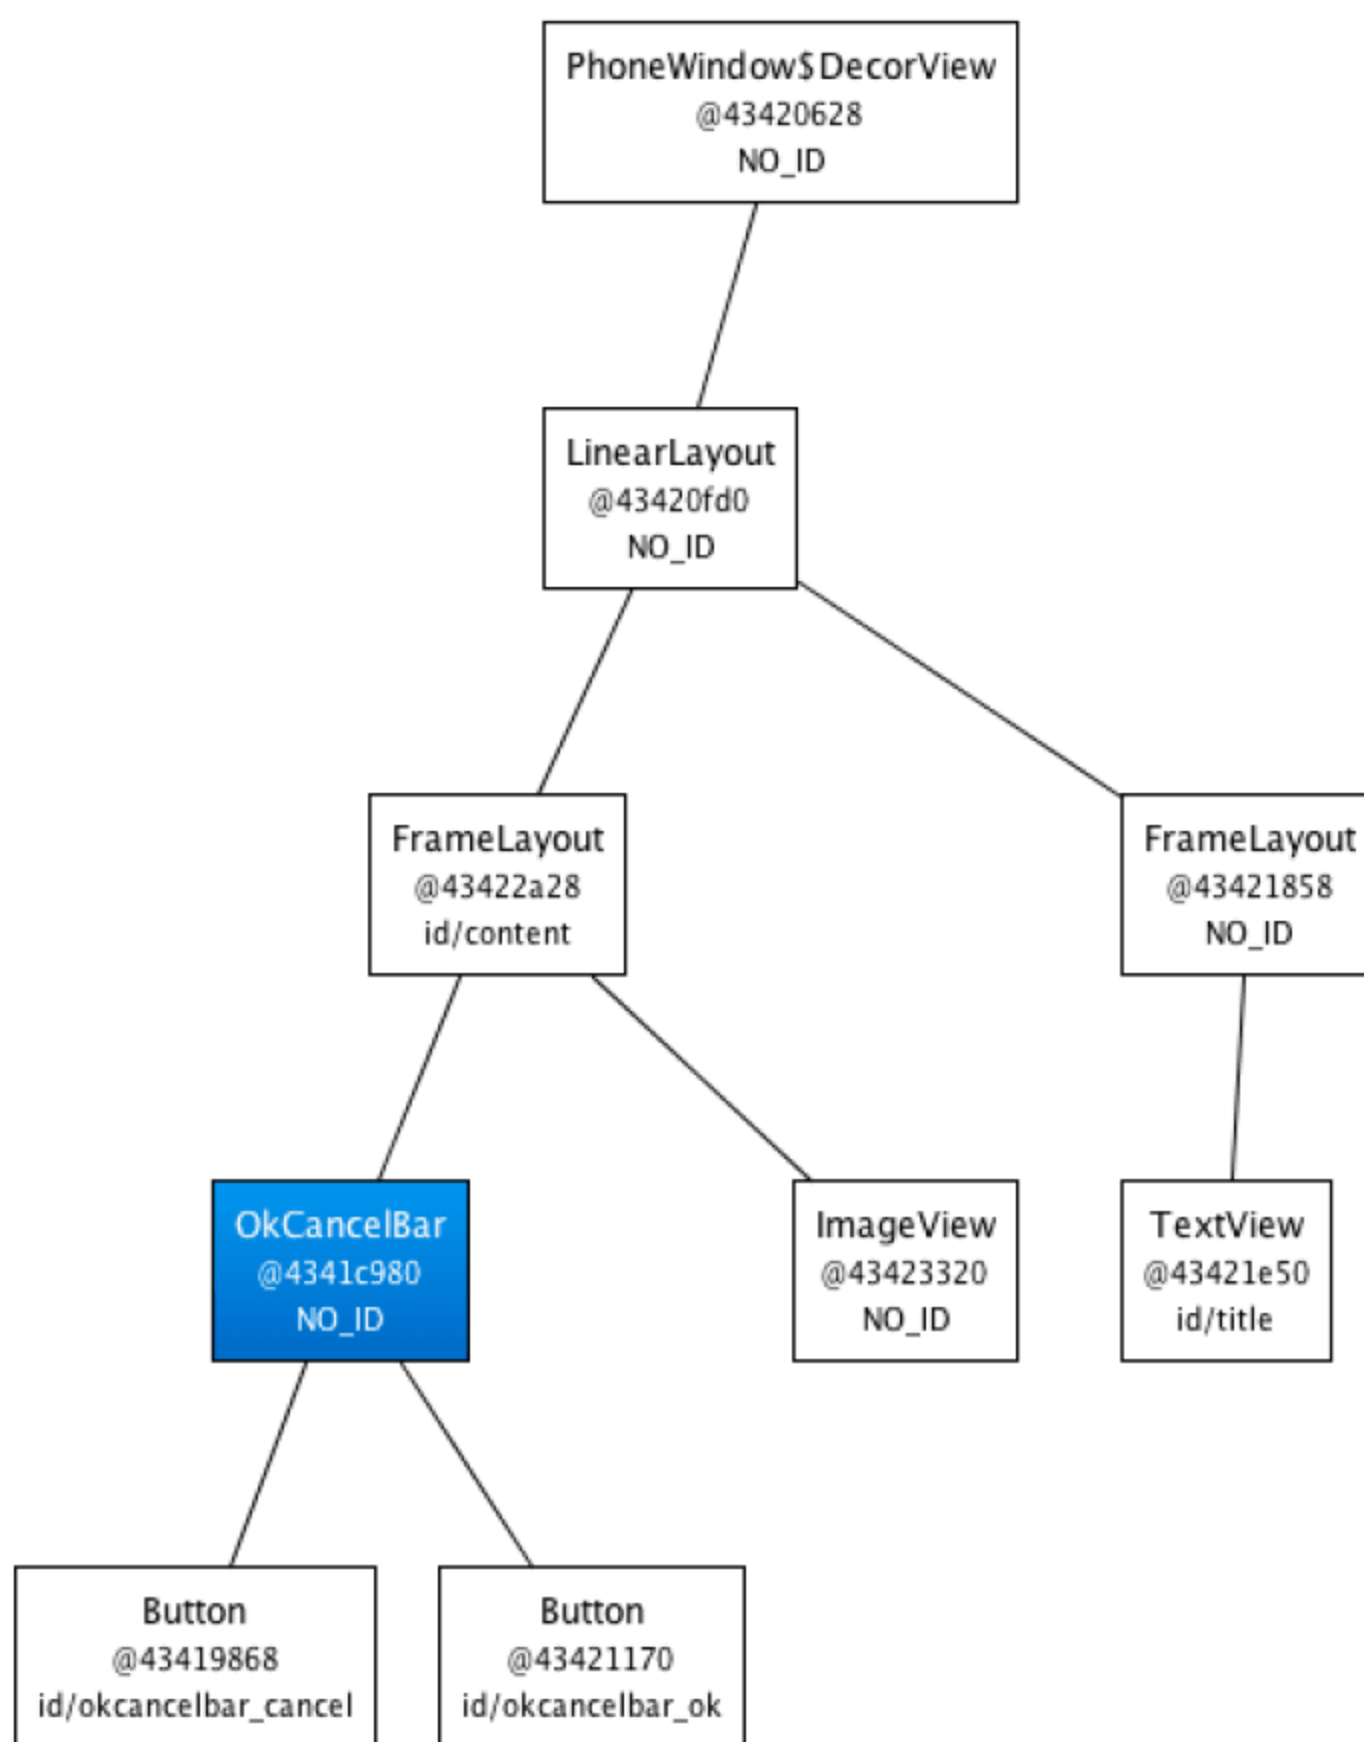 PhoneWindow$DecorView
@43420628
NO_ID
LinearLayout
@43420fd0
NO_ID
FrameLayout
@43422a28
id/content
FrameLayout
@43421858
NO_ID
OkCancelBar
@4341c980
NO_ID
ImageView
@43423320
NO_ID
TextView
@43421e50
id/title
Button
@43419868
id/okcancelbar_cancel
Button
@43421170
id/okcancelbar_ok